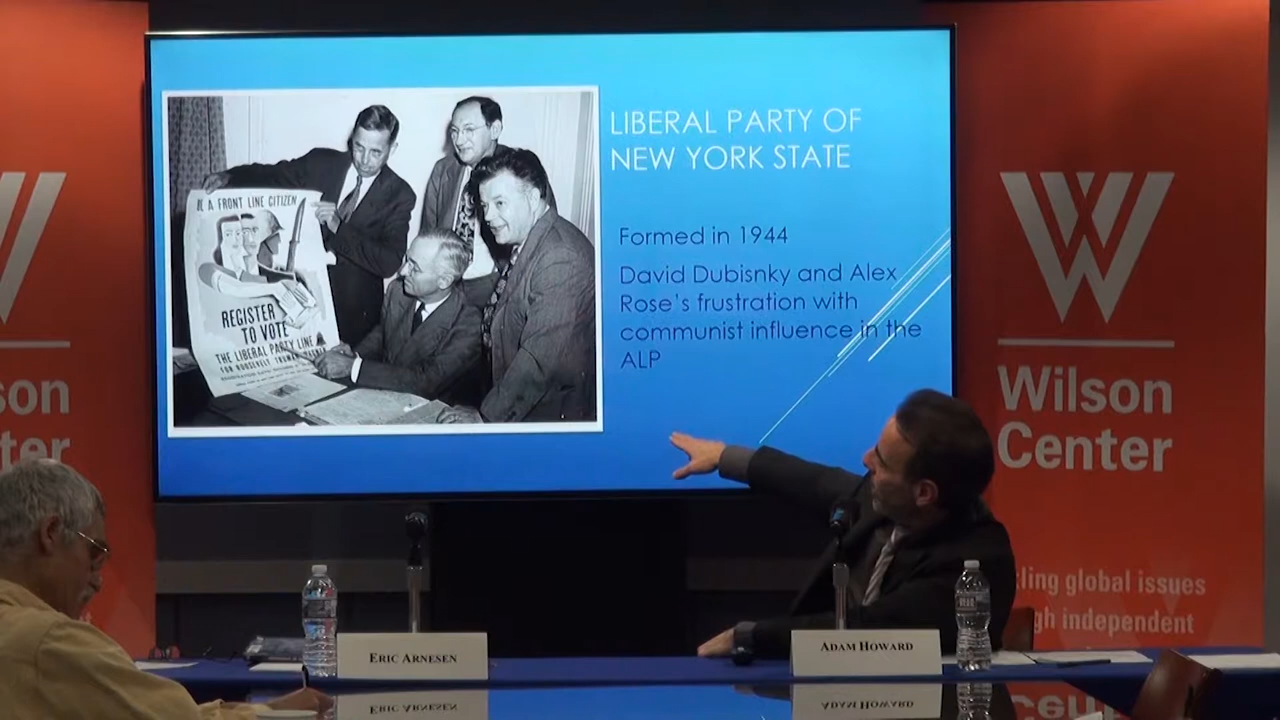 LIBERAL PARTY OF
NEW YORK STATE
Formed in 1944
David Dubisnky and Alex
Rose's frustration with
communist influence in the
ALP
BE A FRONT LINE CITIZEN
REGISTER
TO VOTE
THE LIBERAL PARTY LINE
FOR ROOSEVELT TRUMAN
W
Wilson
Center
ling global issues
gh independent
son
ter
ERIC ARNESEN
ADAM HOWARD